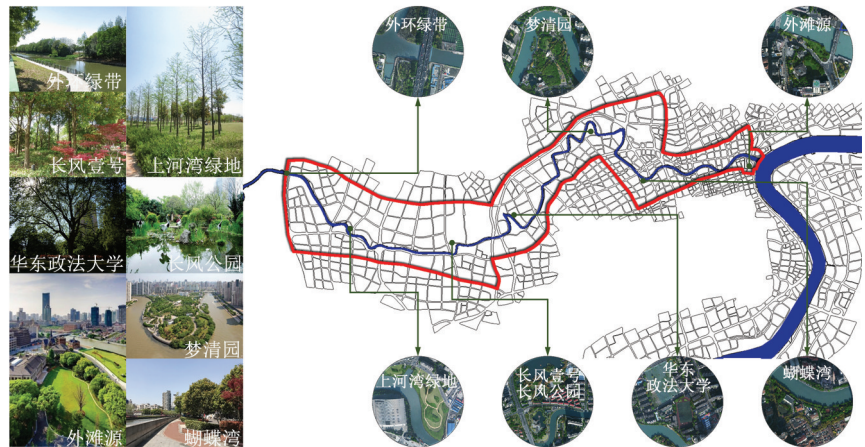 外环绿带
长风壹号
上河湾绿地
华东政法大学
长风公园
梦清园
外滩源
蝴蝶湾
外环绿带
梦清园
外滩源
上河湾绿地
长风壹号
长风公园
华东
政法大学
蝴蝶湾